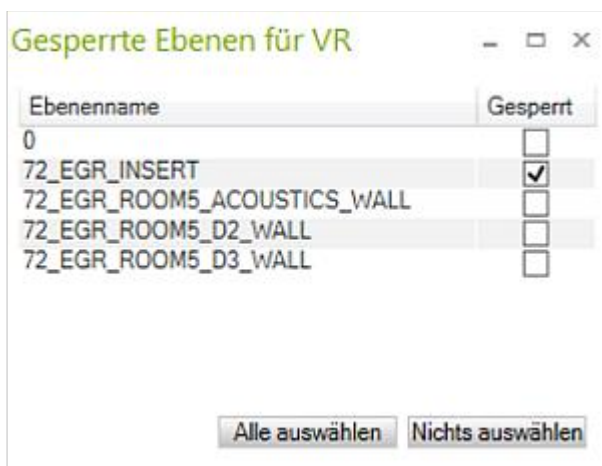 Gesperrte Ebenen für VR
Ebenenname Gesperrt
0
72_EGR_INSERT
72_EGR_ROOM5_ACOUSTICS_WALL
72_EGR_ROOM5_D2_WALL
72_EGR_ROOM5_D3_WALL
Alle auswählen Nichts auswählen